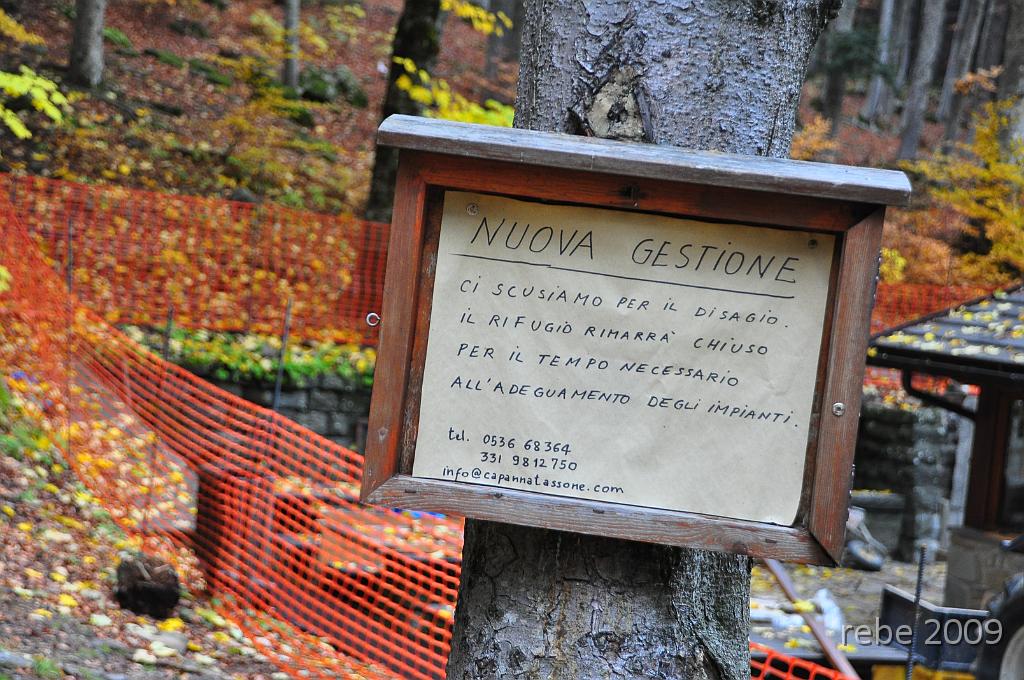 NUOVA GESTIONE
CI SCUSIAMO PER IL DISAGIO.
IL RIFUGIO RIMARRÀ CHIUSO
PER IL TEMPO NECESSARIO
ALL'ADEGUAMENTO DEGLI IMPIANTI.
tel. 0536 68364
331 9812750
info@capannatassone.com
rebe 2009